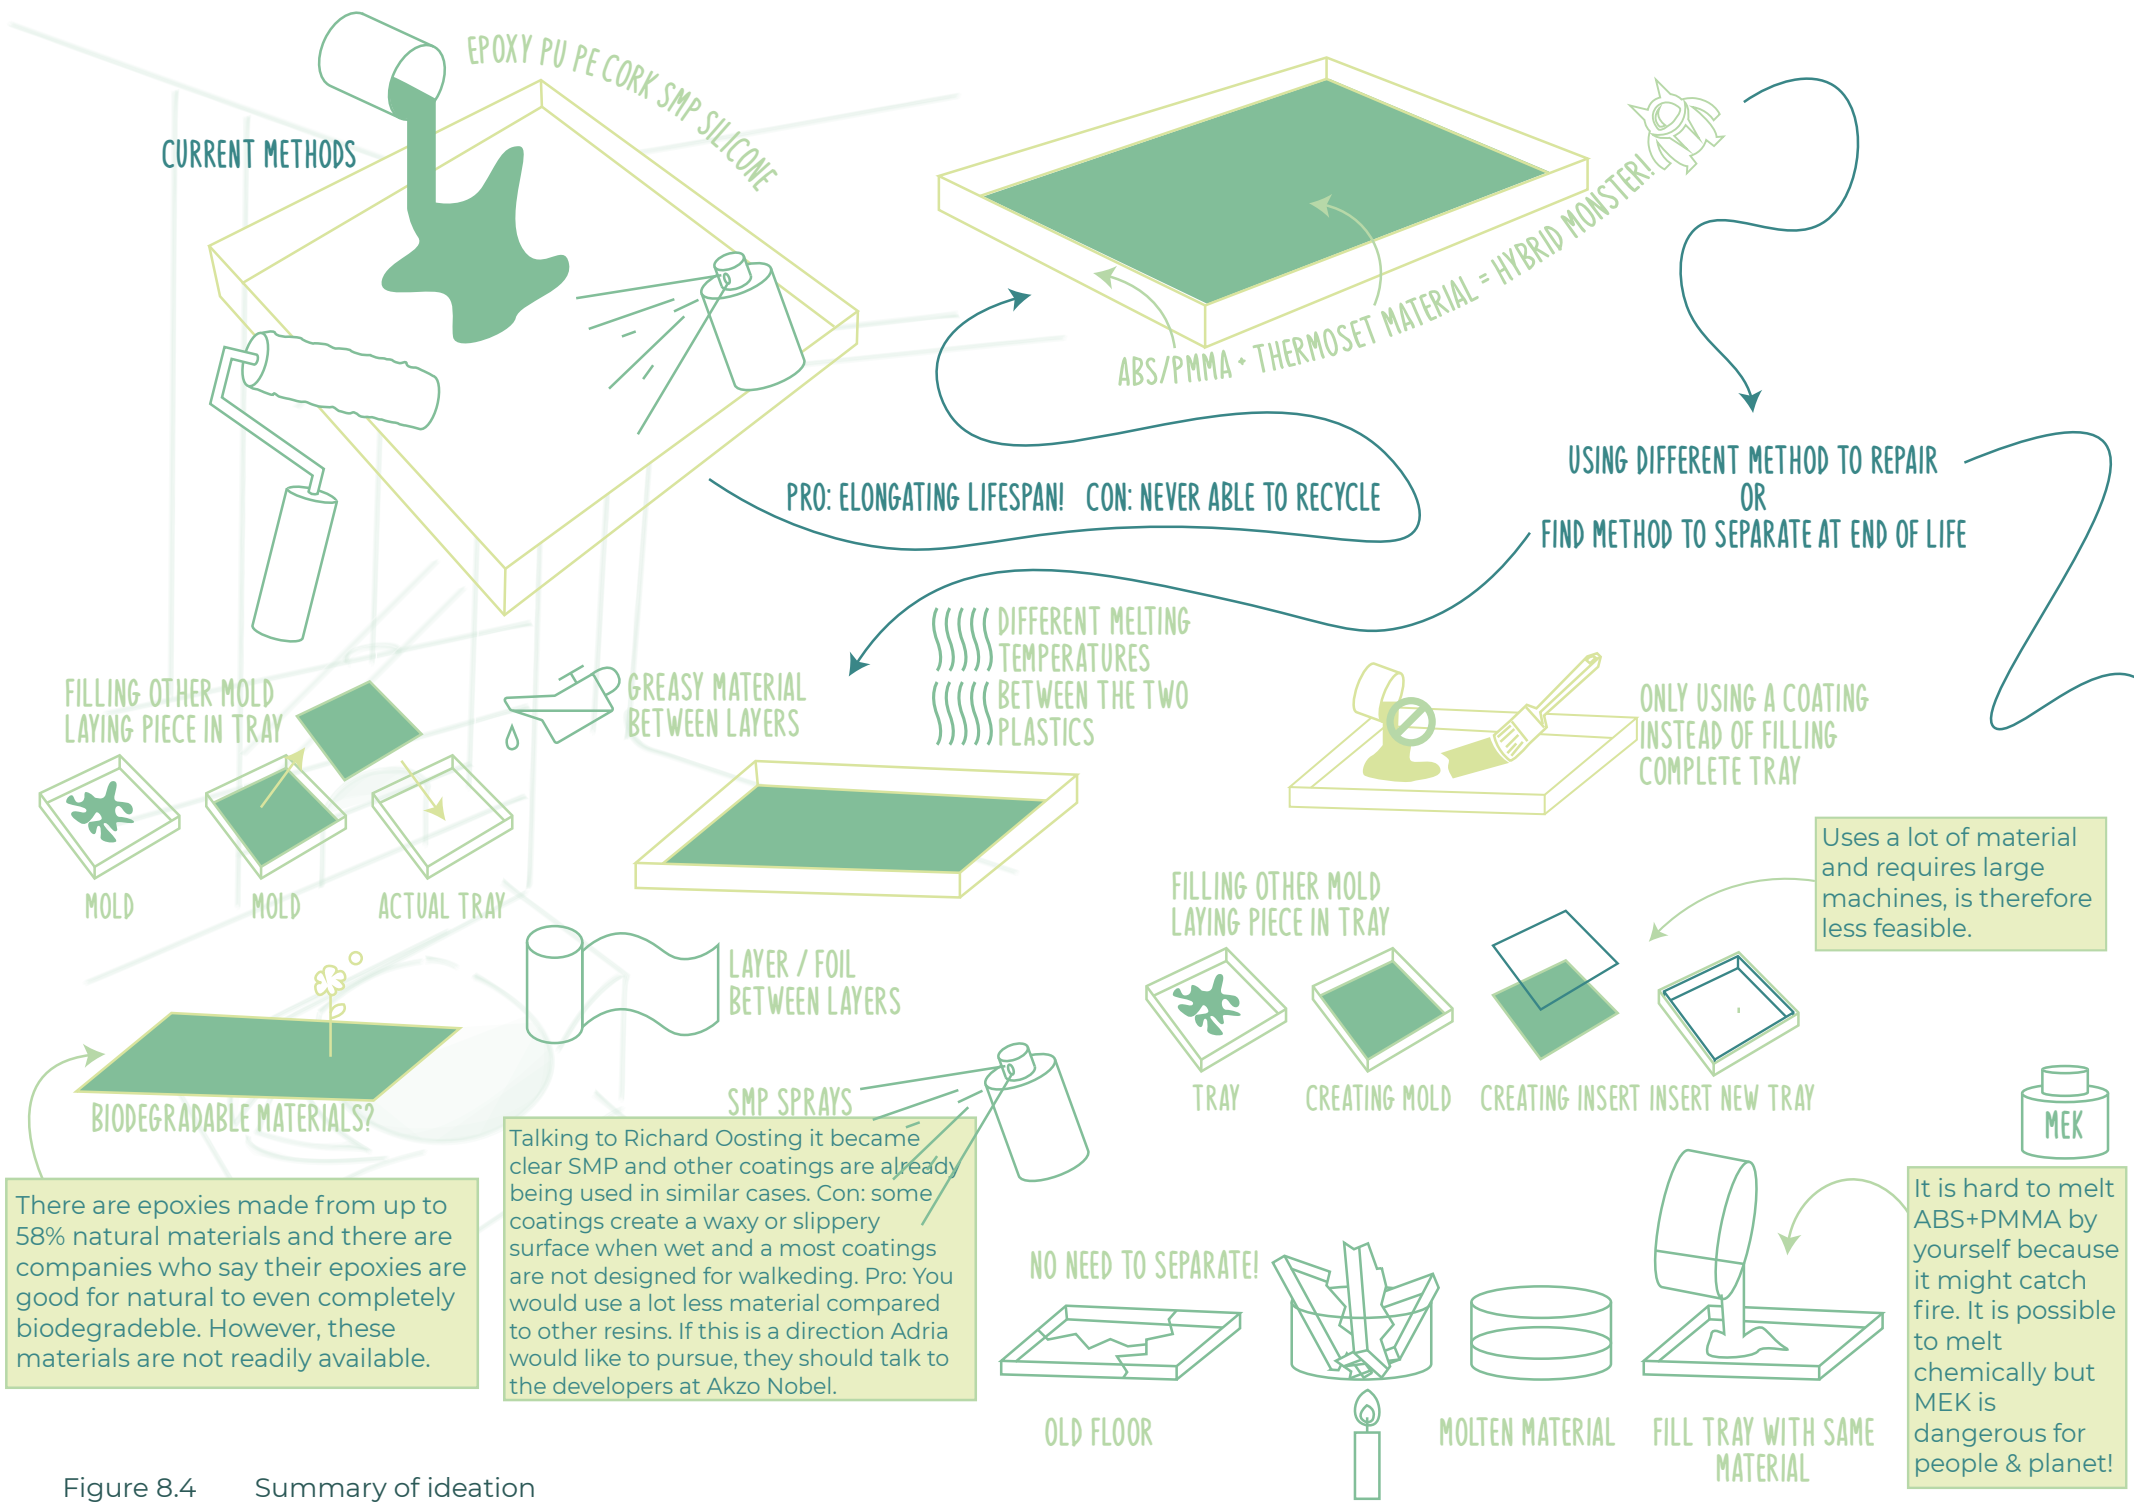 EPOXY PU PE CORK SMP SILICONE
CURRENT METHODS
ABS/PMMA + THERMOSET MATERIAL = HYBRID MONSTER!
PRO: ELONGATING LIFESPAN! CON: NEVER ABLE TO RECYCLE
USING DIFFERENT METHOD TO REPAIR
OR
FIND METHOD TO SEPARATE AT END OF LIFE
DIFFERENT MELTING
TEMPERATURES
BETWEEN THE TWO
PLASTICS
FILLING OTHER MOLD
LAYING PIECE IN TRAY
GREASY MATERIAL
BETWEEN LAYERS
MOLD
MOLD
ACTUAL TRAY
ONLY USING A COATING
INSTEAD OF FILLING
COMPLETE TRAY
Uses a lot of material
and requires large
machines, is therefore
less feasible.
FILLING OTHER MOLD
LAYING PIECE IN TRAY
TRAY
CREATING MOLD
CREATING INSERT
INSERT NEW TRAY
LAYER / FOIL
BETWEEN LAYERS
BIODEGRADABLE MATERIALS?
There are epoxies made from up to
58% natural materials and there are
companies who say their epoxies are
good for natural to even completely
biodegradeble. However, these
materials are not readily available.
SMP SPRAYS
Talking to Richard Oosting it became
clear SMP and other coatings are already
being used in similar cases. Con: some
coatings create a waxy or slippery
surface when wet and a most coatings
are not designed for walkeding. Pro: You
would use a lot less material compared
to other resins. If this is a direction Adria
would like to pursue, they should talk to
the developers at Akzo Nobel.
MEK
It is hard to melt
ABS+PMMA by
yourself because
it might catch
fire. It is possible
to melt
chemically but
MEK is
dangerous for
people & planet!
NO NEED TO SEPARATE!
OLD FLOOR
MOLTEN MATERIAL
FILL TRAY WITH SAME
MATERIAL
Figure 8.4 Summary of ideation